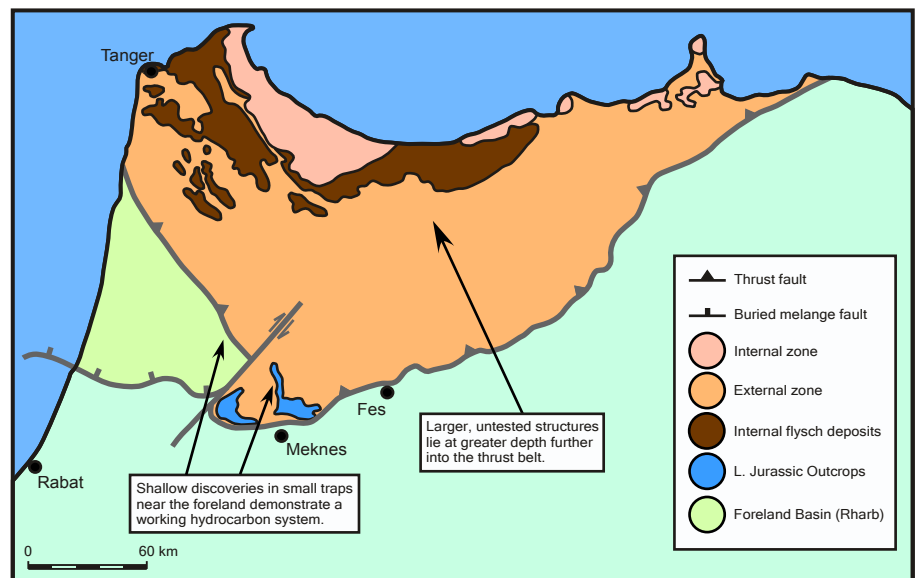 Tanger
Thrust fault
Buried melange fault
Internal zone
External zone
Internal flysch deposits
L. Jurassic Outcrops
Foreland Basin (Rharb)
Fes
Larger, untested structures
lie at greater depth further
into the thrust belt.
Meknes
Rabat
Shallow discoveries in small traps
near the foreland demonstrate a
working hydrocarbon system.
0 60 km